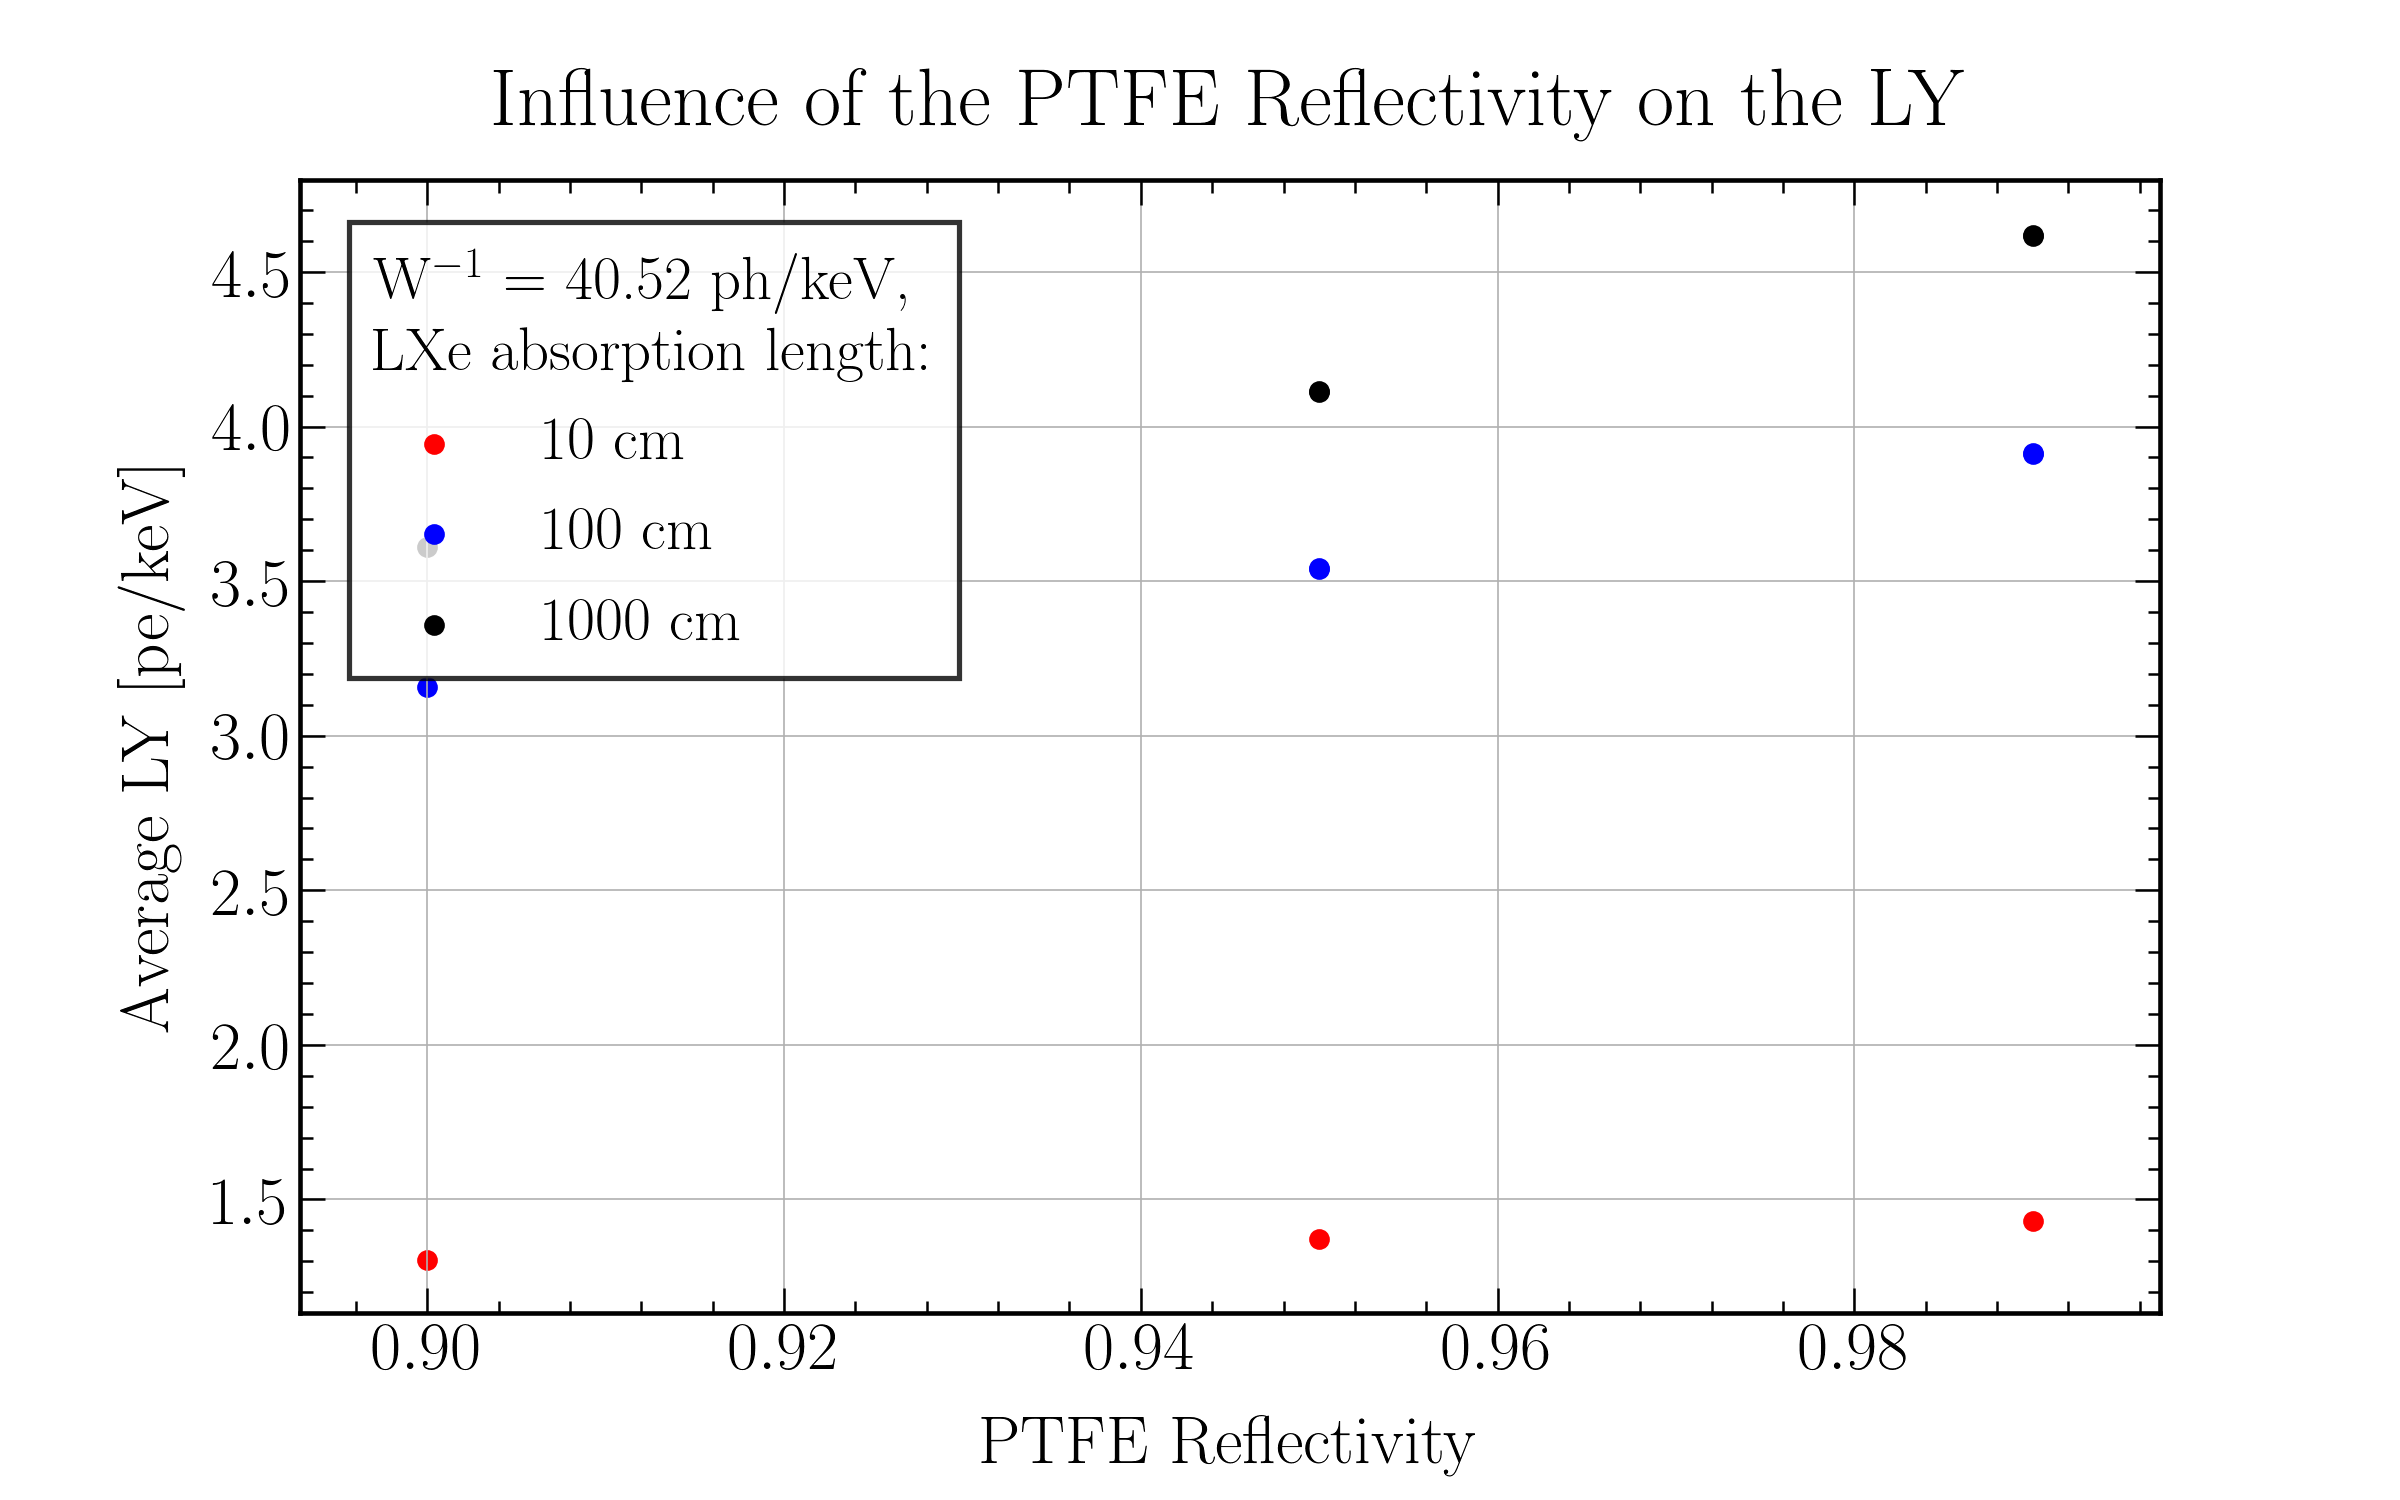 Influence of the PTFE Reflectivity on the LY
W⁻¹ = 40.52 ph/keV,
LXe absorption length:
10 cm
100 cm
1000 cm
Average LY [pe/keV]
4.5
4.0
3.5
3.0
2.5
2.0
1.5
0.90 0.92 0.94 0.96 0.98
PTFE Reflectivity